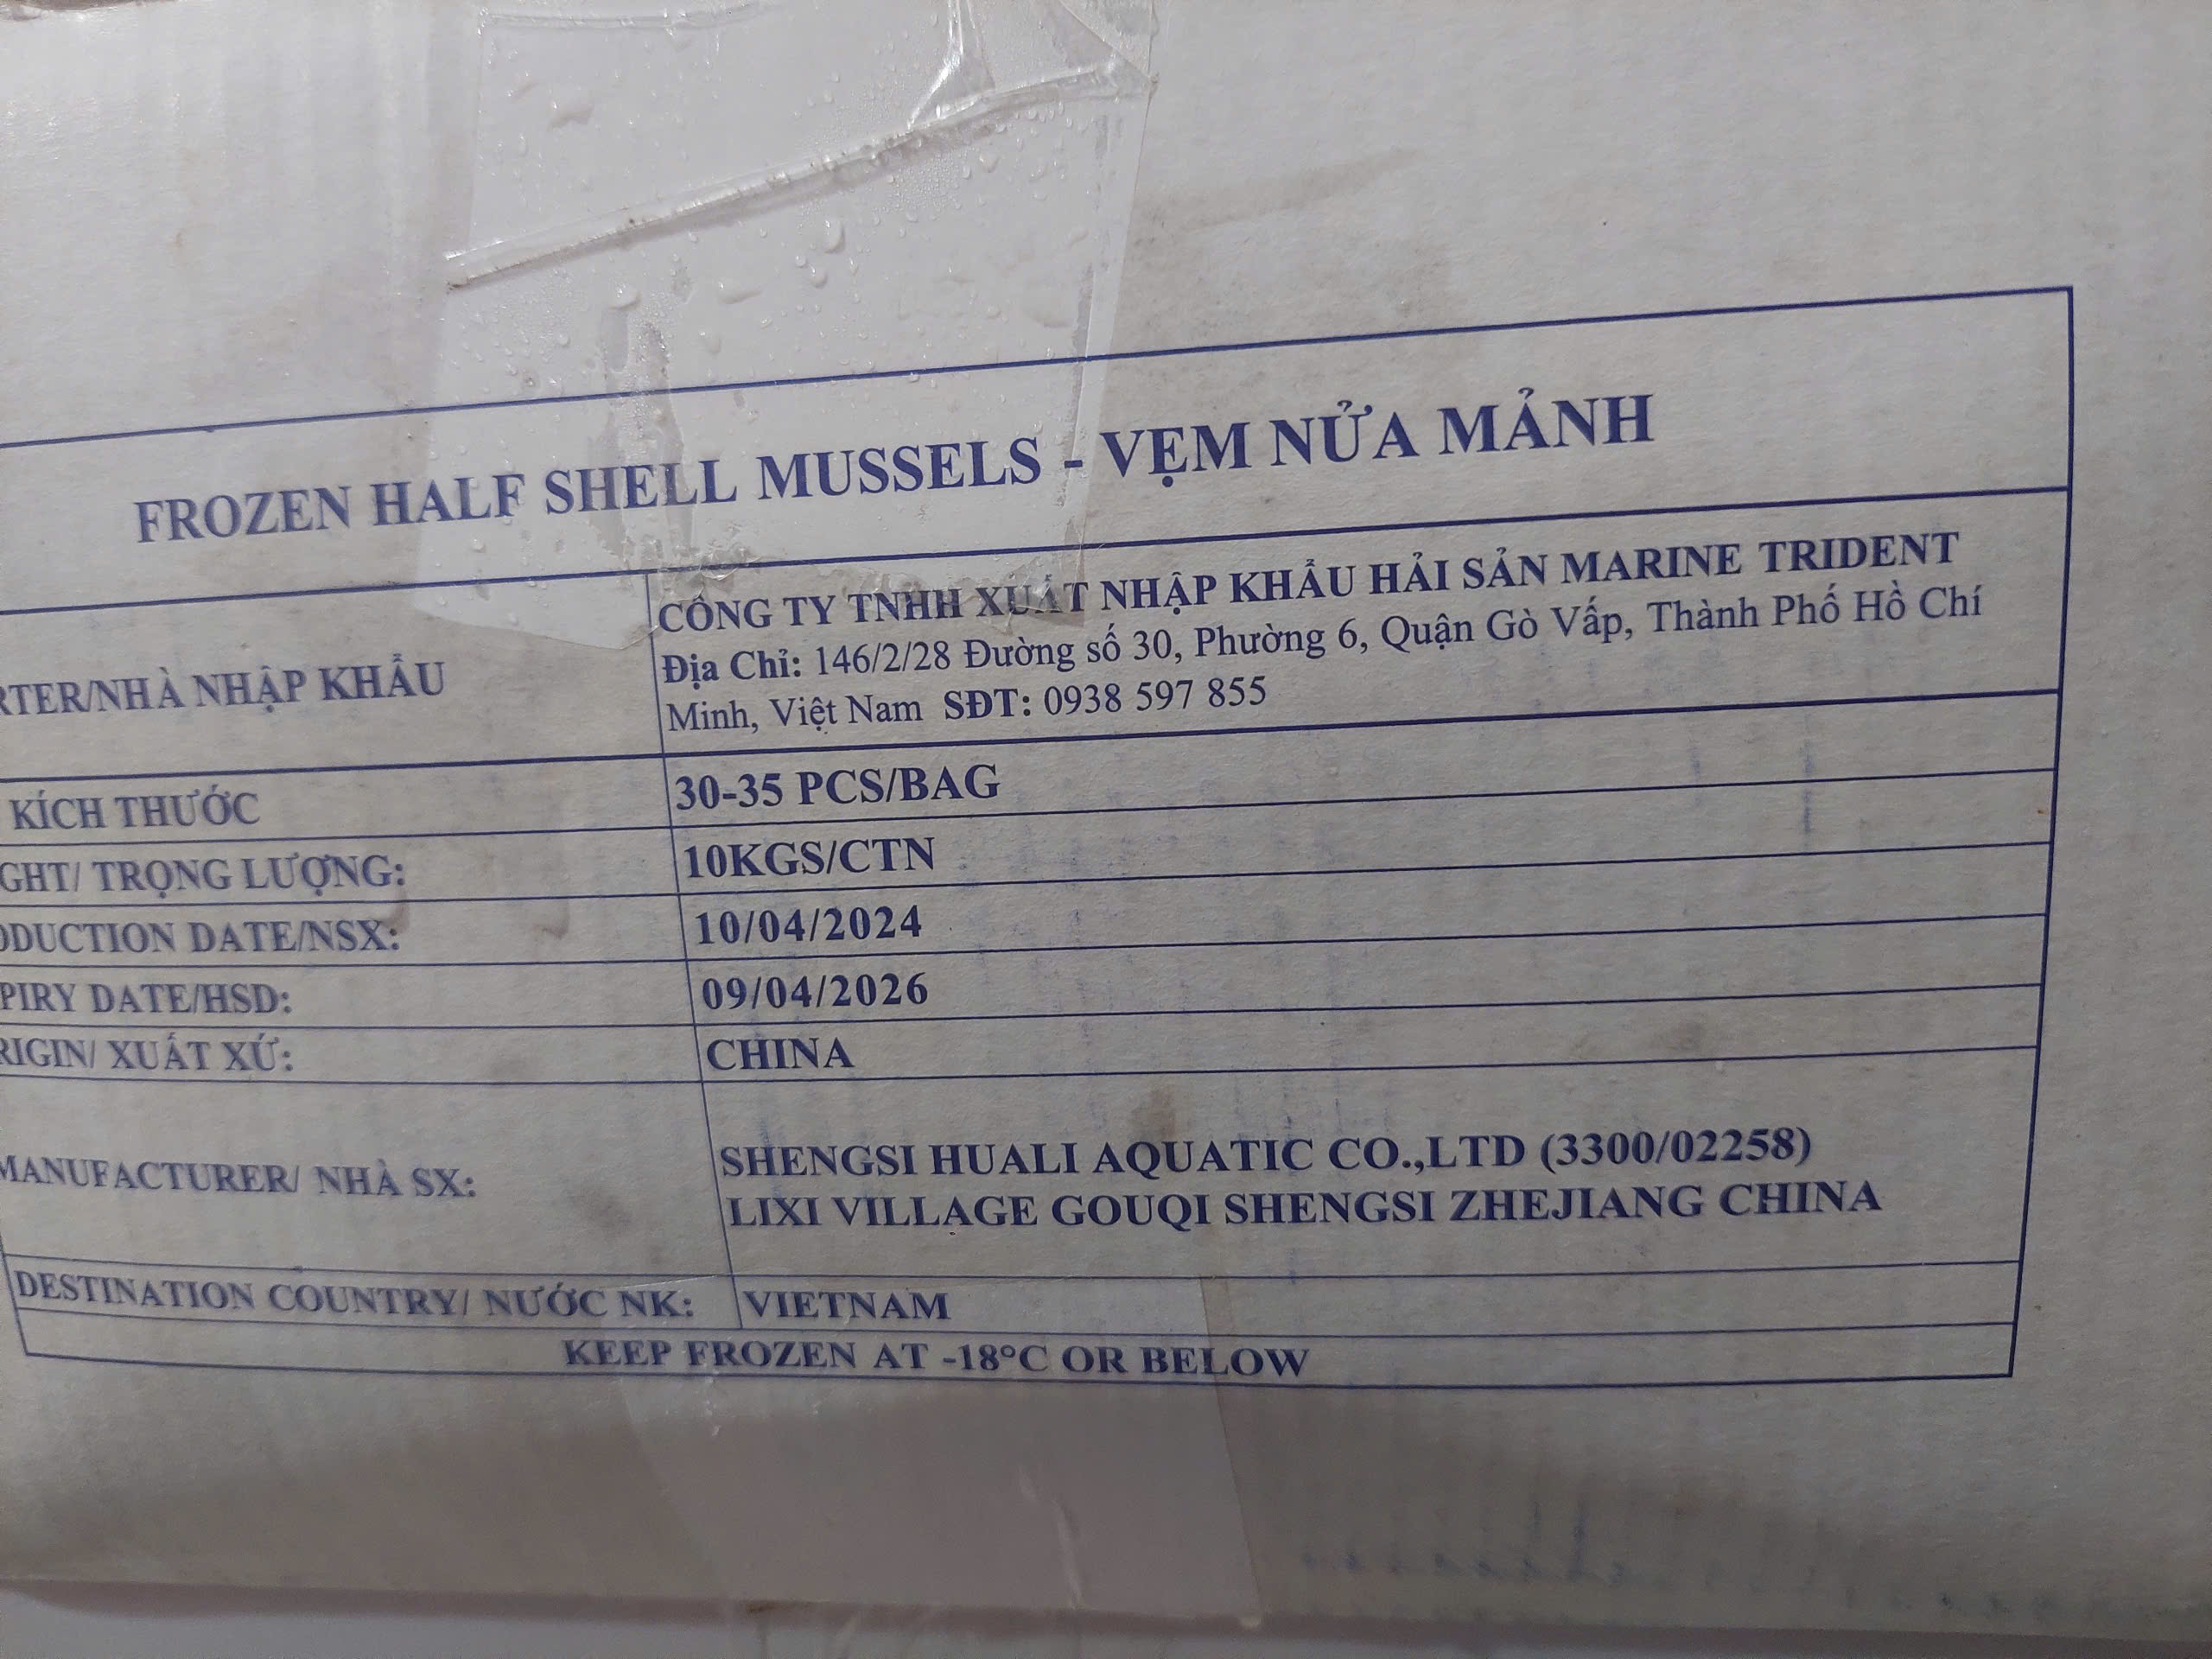 FROZEN HALF SHELL MUSSELS - VẸM NỬA MẢNH
RTER/NHÀ NHẬP KHẨU
CÔNG TY TNHH XUẤT NHẬP KHẨU HẢI SẢN MARINE TRIDENT
Địa Chỉ: 146/2/28 Đường số 30, Phường 6, Quận Gò Vấp, Thành Phố Hồ Chí
Minh, Việt Nam SĐT: 0938 597 855
KÍCH THƯỚC
30-35 PCS/BAG
GHT/ TRỌNG LƯỢNG:
10KGS/CTN
ODUCTION DATE/NSX:
10/04/2024
PIRY DATE/HSD:
09/04/2026
RIGIN/ XUẤT XỨ:
CHINA
MANUFACTURER/ NHÀ SX:
SHENGSI HUALI AQUATIC CO.,LTD (3300/02258)
LIXI VILLAGE GOUQI SHENGSI ZHEJIANG CHINA
DESTINATION COUNTRY/ NƯỚC NK:
VIETNAM
KEEP FROZEN AT -18°C OR BELOW